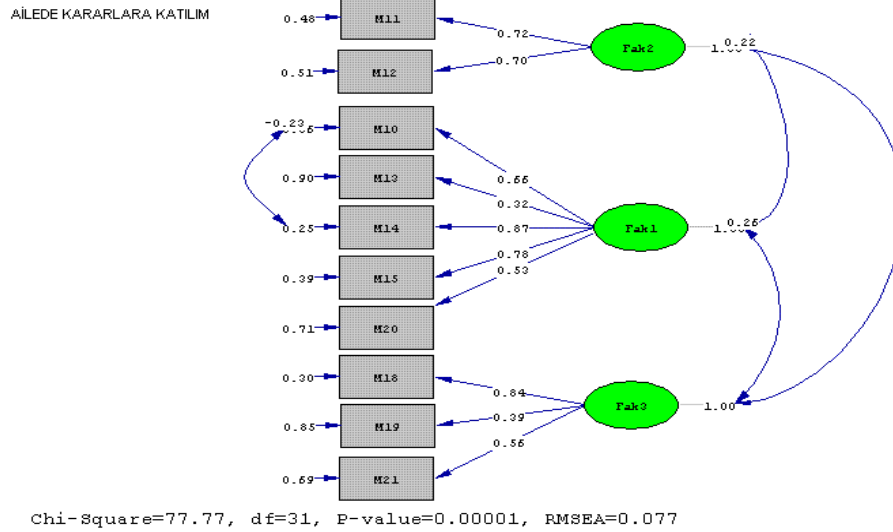 AİLEDE KARARLARA KATILIM
0.48 M11 0.72
0.22
Fak2
0.51 M12 0.70
-0.23 M10 0.55
0.90 M13 0.32
0.26
0.25 M14 0.87 Fak1
0.39 M15 0.78
0.53
0.71 M20
0.30 M18 0.84
Fak3 1.00
0.85 M19 0.39
0.56
0.69 M21
Chi-Square=77.77, df=31, P-value=0.00001, RMSEA=0.077